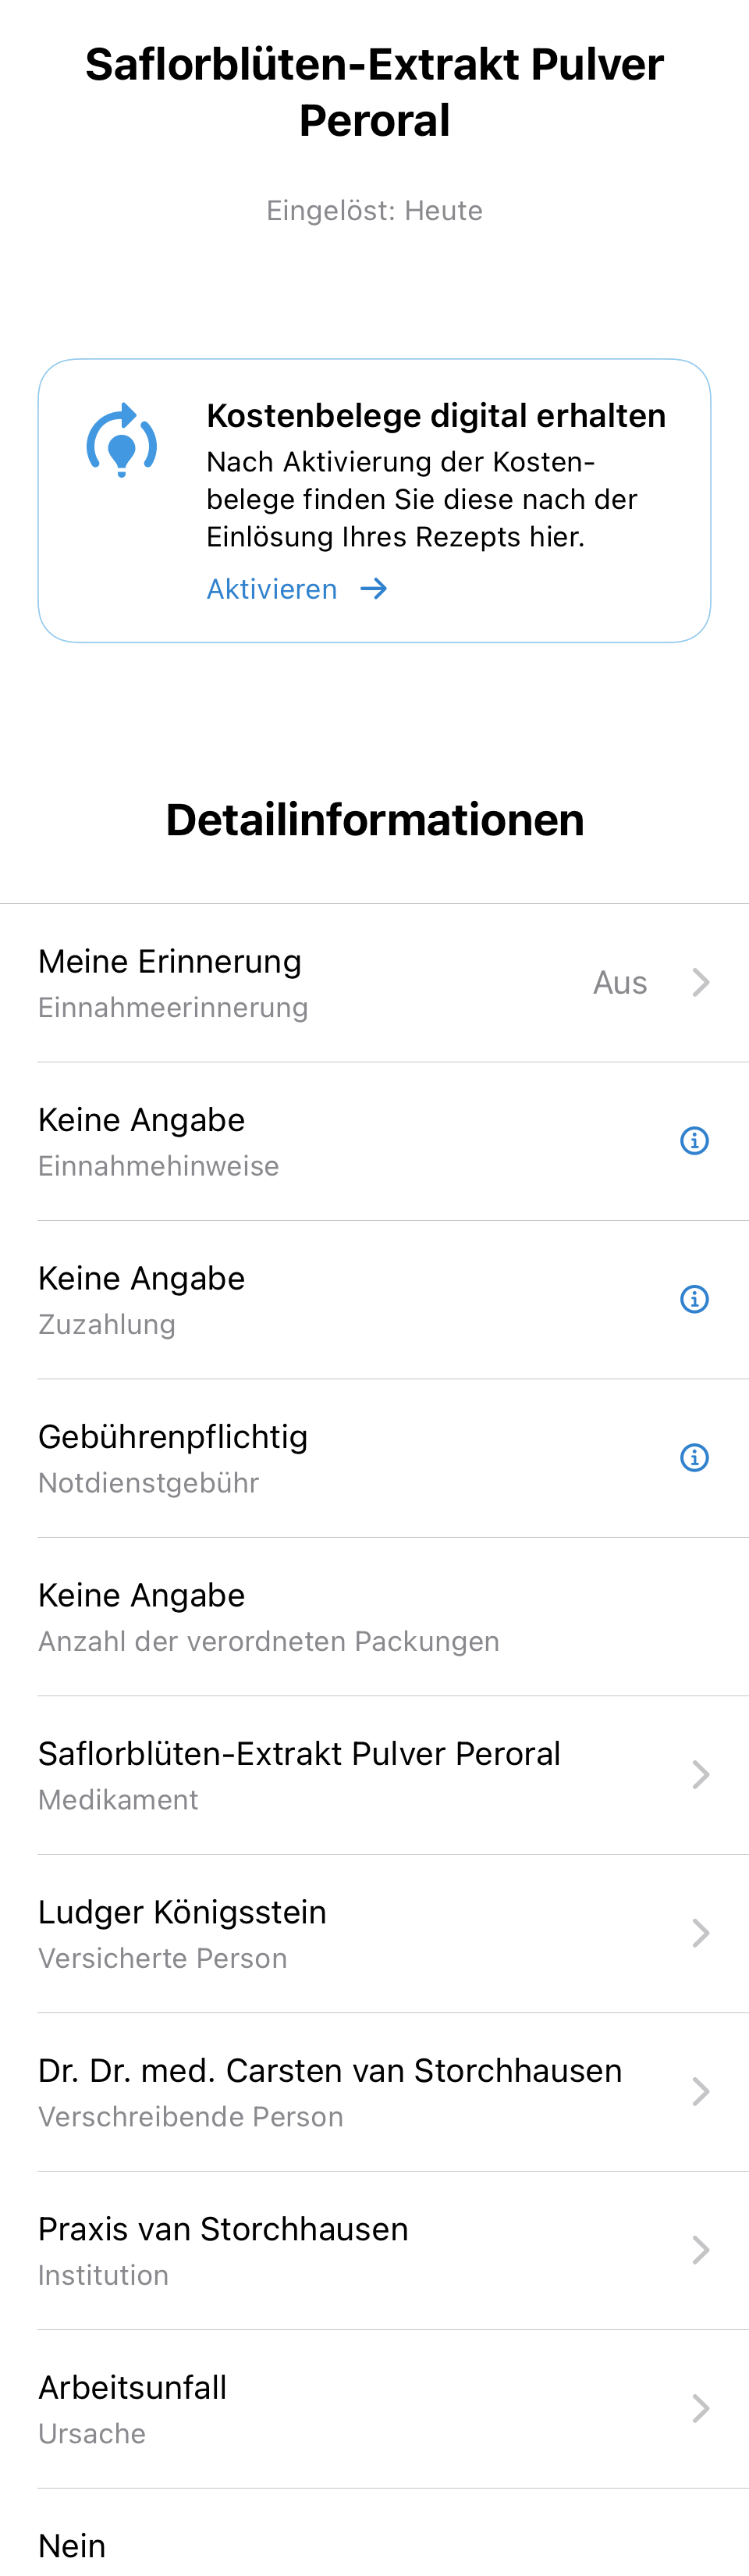 Saflorblüten-Extrakt Pulver
Peroral
Eingelöst: Heute
Kostenbelege digital erhalten
Nach Aktivierung der Kosten-
belege finden Sie diese nach der
Einlösung Ihres Rezepts hier.
Aktivieren →
Detailinformationen
Meine Erinnerung
Aus
Einnahmeerinnerung
Keine Angabe
Einnahmehinweise
Keine Angabe
Zuzahlung
Gebührenpflichtig
Notdienstgebühr
Keine Angabe
Anzahl der verordneten Packungen
Saflorblüten-Extrakt Pulver Peroral
Medikament
Ludger Königsstein
Versicherte Person
Dr. Dr. med. Carsten van Storchhausen
Verschreibende Person
Praxis van Storchhausen
Institution
Arbeitsunfall
Ursache
Nein